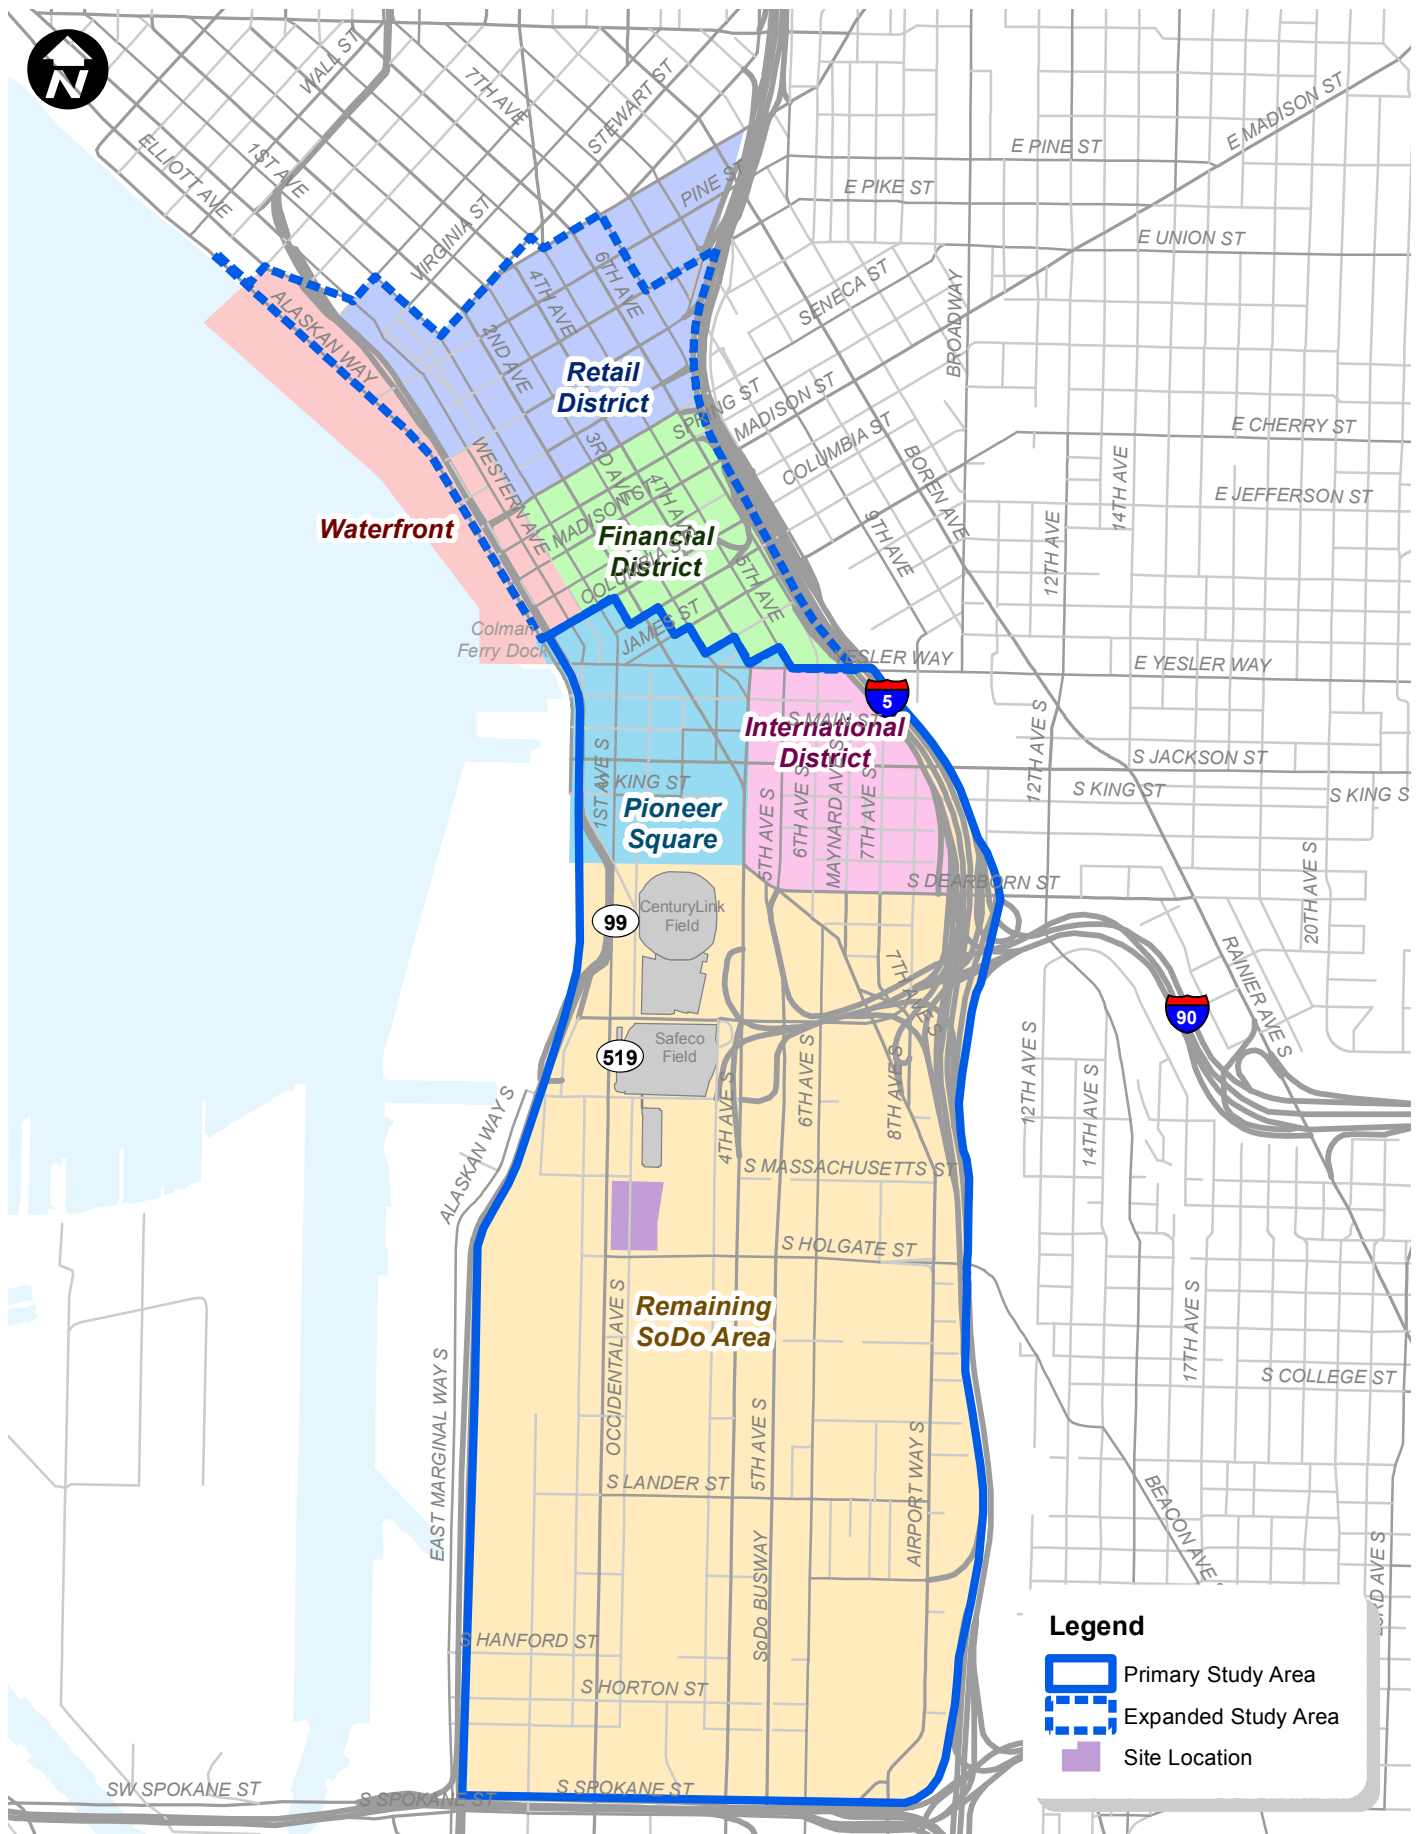 N
WALL ST
7TH AVE
STEWART ST
E MADISON ST
ELLIOTT AVE
1ST AVE
E PINE ST
PINE ST
E PIKE ST
VIRGINIA ST
E UNION ST
6TH AVE
4TH AVE
SENECA ST
BROADWAY
ALASKAN WAY
2ND AVE
Retail
District
SPRING ST
MADISON ST
COLUMBIA ST
E CHERRY ST
WESTERN AVE
3RD AVE
4TH AVE
BOREN AVE
14TH AVE
E JEFFERSON ST
MADISON ST
Waterfront
Financial
District
COLUMBIA ST
9TH AVE
12TH AVE
5TH AVE
JAMES ST
Colman
Ferry Dock
YESLER WAY
E YESLER WAY
5
S MAIN ST
International
District
12TH AVE S
S JACKSON ST
1ST AVE S
S KING ST
S KING ST
S KING S
Pioneer
Square
5TH AVE S
6TH AVE S
MAYNARD AVE S
7TH AVE S
S DEARBORN ST
20TH AVE S
CenturyLink
Field
99
7TH AVE S
RAINIER AVE S
90
Safeco
Field
519
4TH AVE S
6TH AVE S
8TH AVE S
12TH AVE S
14TH AVE S
ALASKAN WAY S
S MASSACHUSETTS ST
S HOLGATE ST
Remaining
SoDo Area
OCCIDENTAL AVE S
17TH AVE S
EAST MARGINAL WAY S
S COLLEGE ST
5TH AVE S
AIRPORT WAY S
S LANDER ST
BEACON AVE S
SoDo BUSWAY
RD AVE S
S HANFORD ST
S HORTON ST
Legend
Primary Study Area
Expanded Study Area
Site Location
SW SPOKANE ST
S SPOKANE ST
S SPOKANE ST